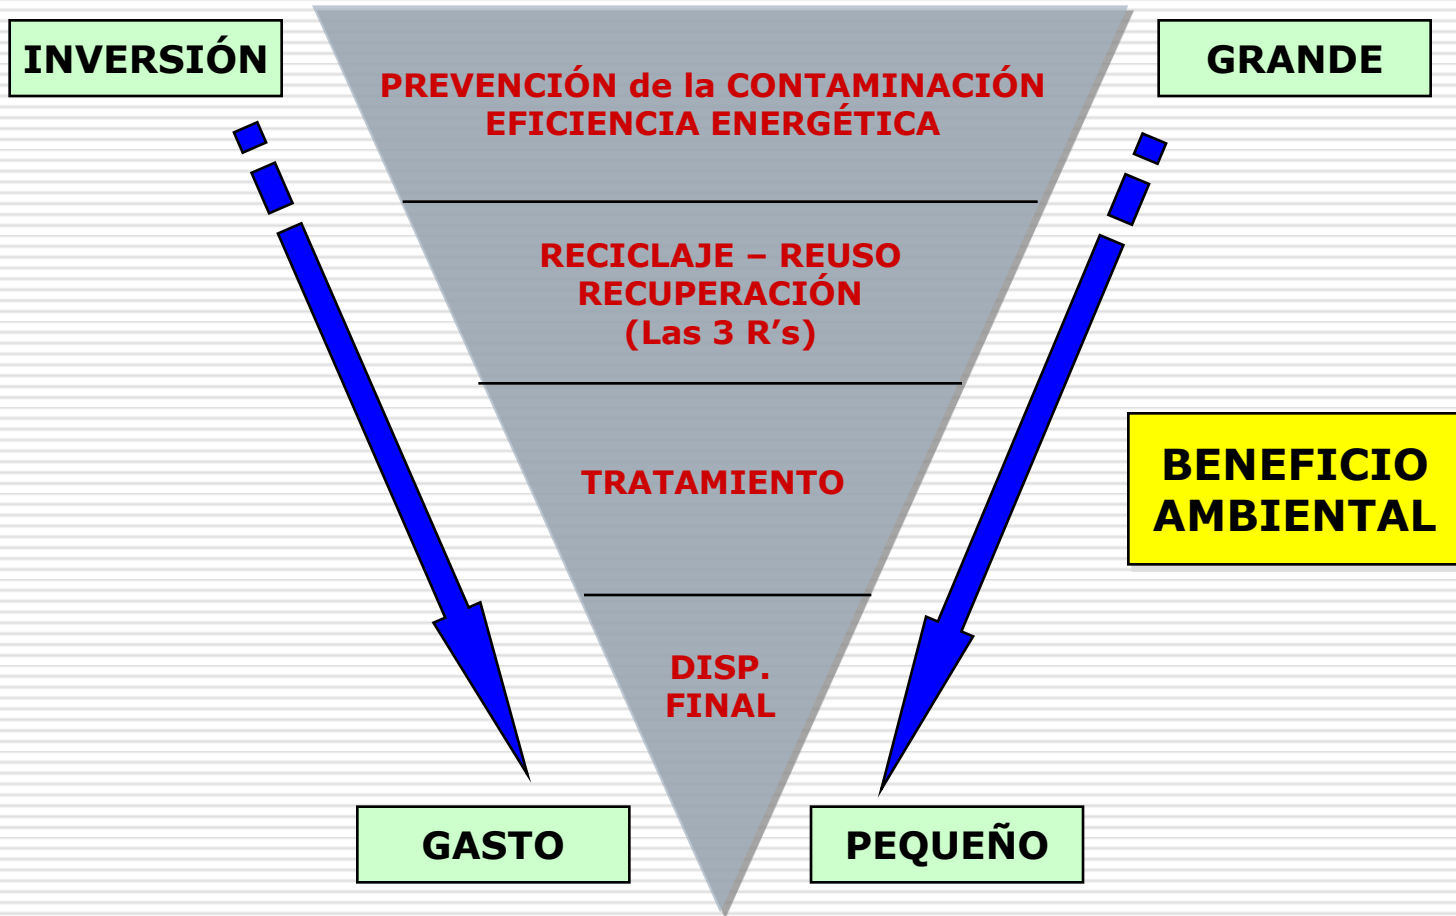 INVERSIÓN
GRANDE
PREVENCIÓN de la CONTAMINACIÓN
EFICIENCIA ENERGÉTICA
RECICLAJE – REUSO
RECUPERACIÓN
(Las 3 R’s)
TRATAMIENTO
BENEFICIO
AMBIENTAL
DISP.
FINAL
GASTO
PEQUEÑO